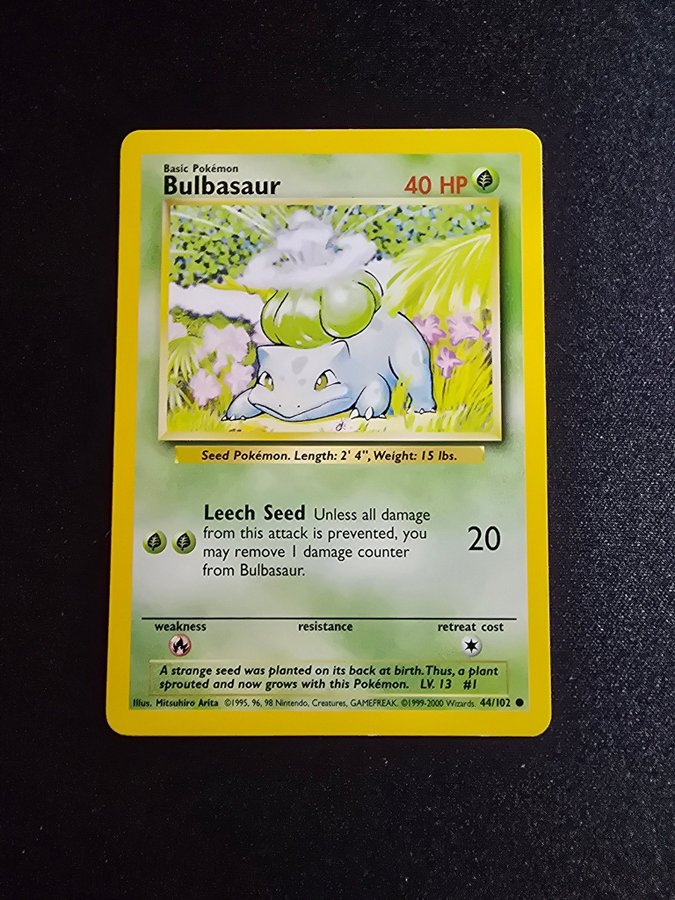 Basic Pokémon
Bulbasaur 40 HP
Seed Pokémon. Length: 2' 4", Weight: 15 lbs.
Leech Seed Unless all damage
from this attack is prevented, you
may remove 1 damage counter
from Bulbasaur.
20
weakness resistance retreat cost
A strange seed was planted on its back at birth. Thus, a plant
sprouted and now grows with this Pokémon. LV. 13 #1
Illus. Mitsuhiro Arita ©1995, 96, 98 Nintendo, Creatures, GAMEFREAK. ©1999-2000 Wizards. 44/102